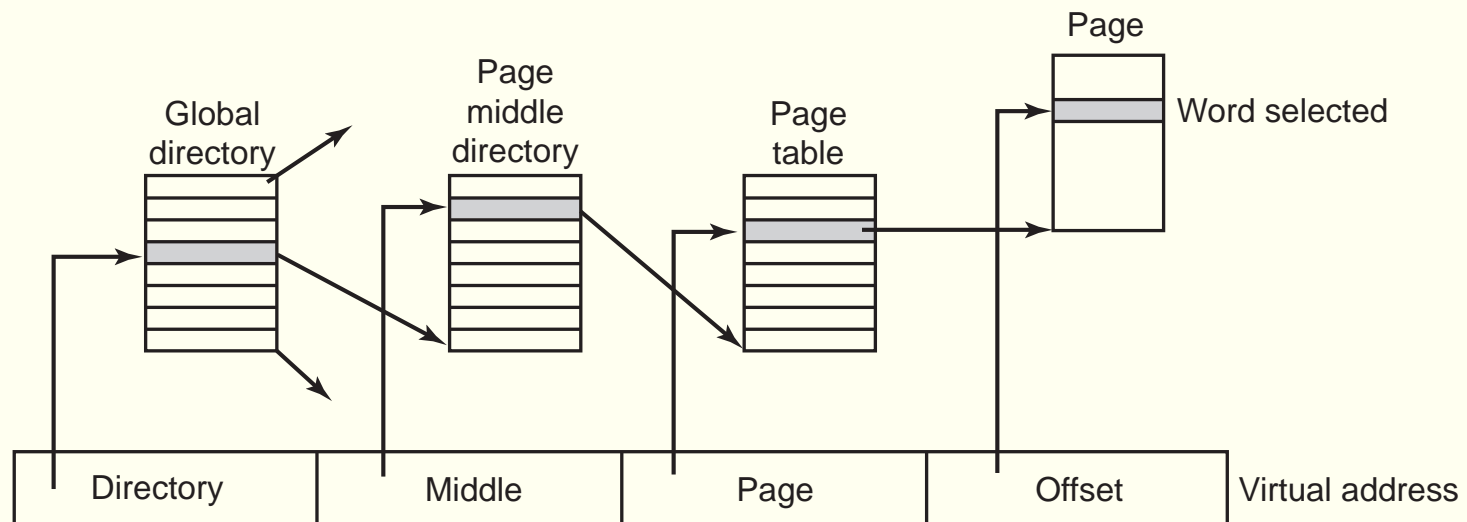 Global
directory
Page
middle
directory
Page
table
Page
Word selected
Directory
Middle
Page
Offset
Virtual address